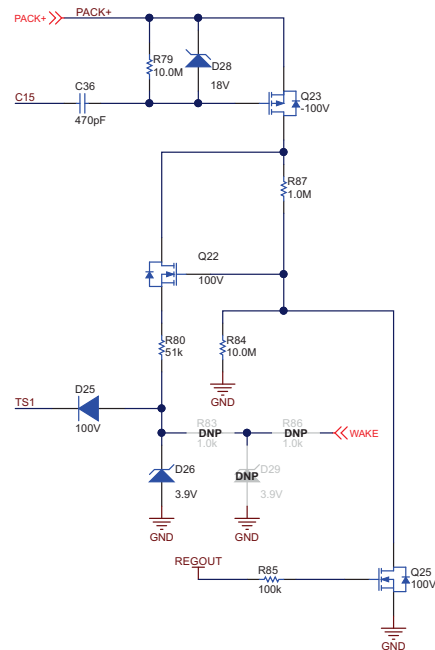 PACK+
PACK+
R79
10.0M
D28
18V
C15
C36
470pF
Q23
-100V
R87
1.0M
Q22
100V
R80
51k
R84
10.0M
GND
D25
TS1
100V
R83
DNP
1.0k
R86
DNP
1.0k
WAKE
D26
3.9V
DNP
D29
3.9V
GND
GND
REGOUT
R85
100k
Q25
100V
GND